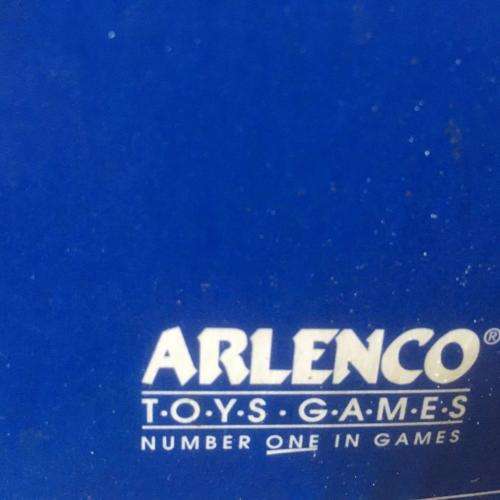 ARLENCO®
T·O·Y·S · G·A·M·E·S
NUMBER ONE IN GAMES